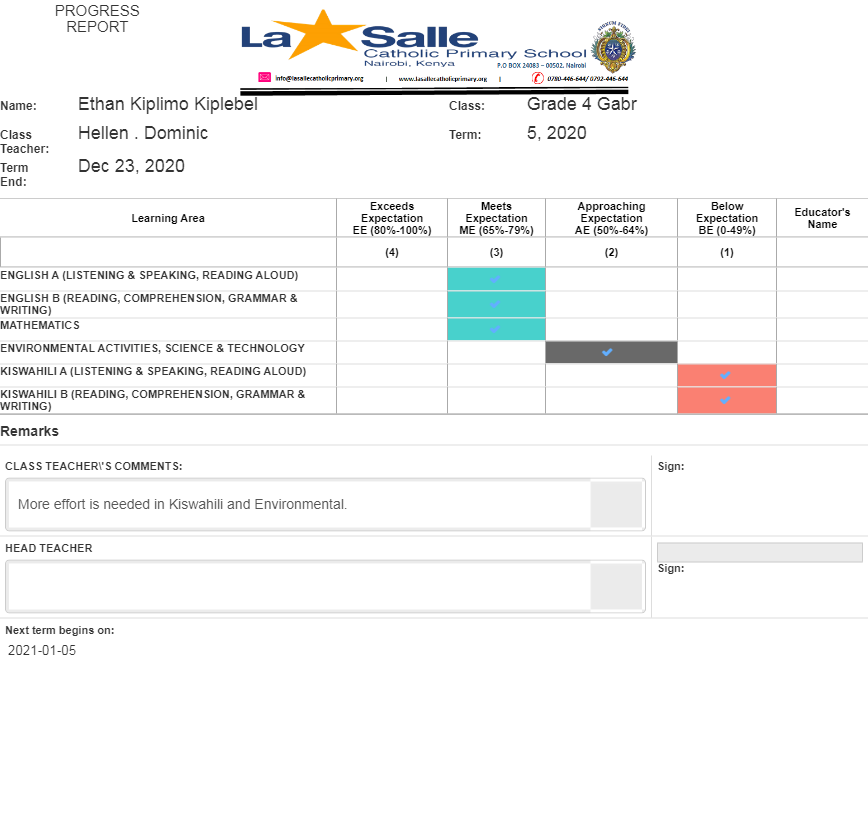 PROGRESS
REPORT
La Salle
Catholic Primary School
Nairobi, Kenya
P.O BOX 24083 – 00502, Nairobi
info@lasallecatholicprimary.org | www.lasallecatholicprimary.org | 0780-446-644/ 0792-446-644
Name: Ethan Kiplimo Kiplebel Class: Grade 4 Gabr
Class Teacher: Hellen . Dominic Term: 5, 2020
Term End: Dec 23, 2020
Learning Area
Exceeds Expectation EE (80%-100%)
Meets Expectation ME (65%-79%)
Approaching Expectation AE (50%-64%)
Below Expectation BE (0-49%)
Educator's Name
(4) (3) (2) (1)
ENGLISH A (LISTENING & SPEAKING, READING ALOUD)
ENGLISH B (READING, COMPREHENSION, GRAMMAR &
WRITING)
MATHEMATICS
ENVIRONMENTAL ACTIVITIES, SCIENCE & TECHNOLOGY
KISWAHILI A (LISTENING & SPEAKING, READING ALOUD)
KISWAHILI B (READING, COMPREHENSION, GRAMMAR &
WRITING)
Remarks
CLASS TEACHER\'S COMMENTS: Sign:
More effort is needed in Kiswahili and Environmental.
HEAD TEACHER
Sign:
Next term begins on:
2021-01-05